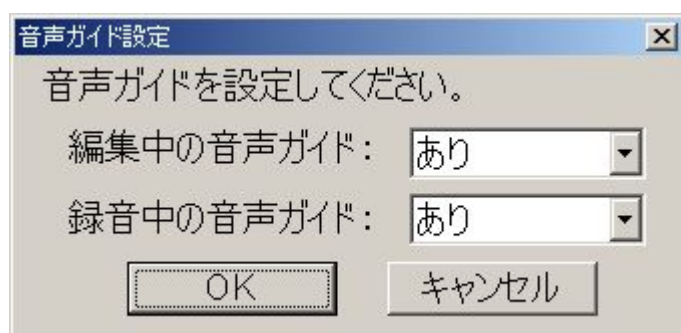 音声ガイド設定
音声ガイドを設定してください。
編集中の音声ガイド： あり
録音中の音声ガイド： あり
OK キャンセル